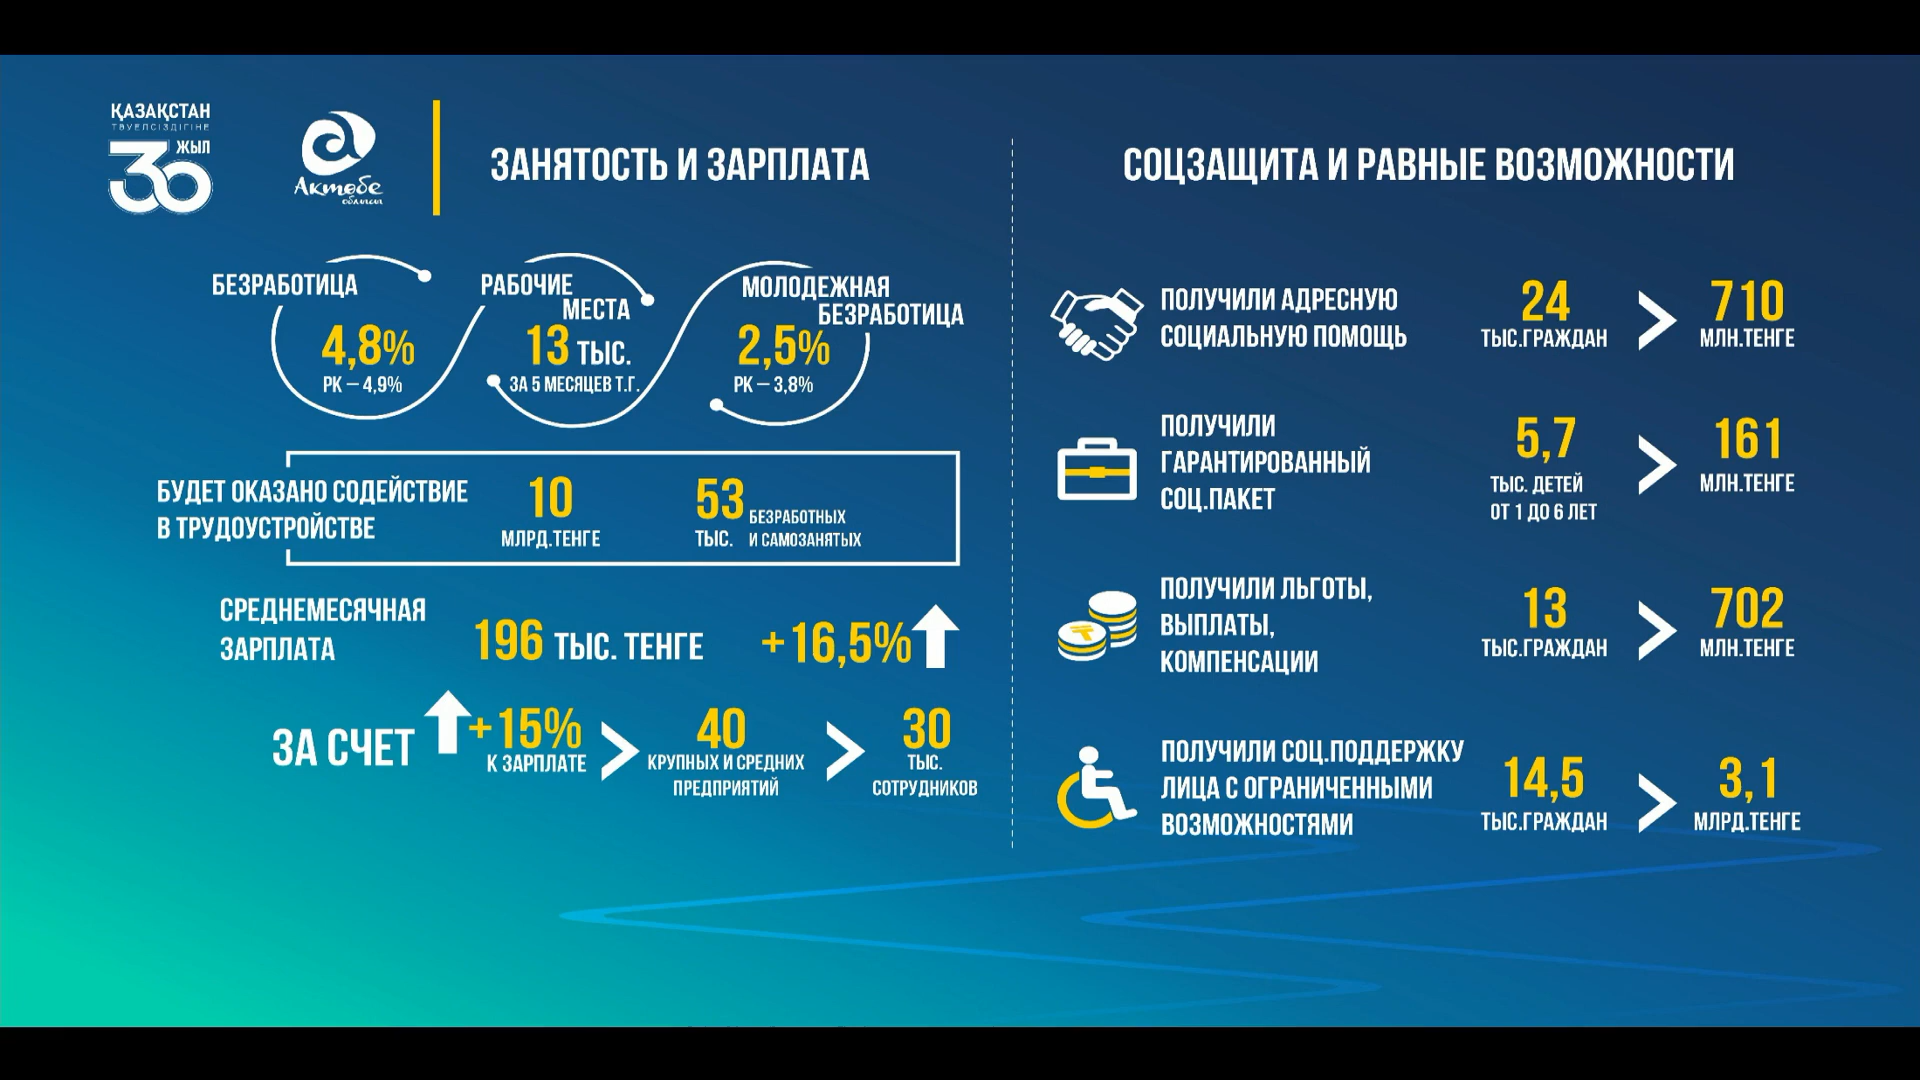 ҚАЗАҚСТАН
ТӘУЕЛСІЗДІГІНЕ
30 ЖЫЛ
Ақтөбе
облысы
ЗАНЯТОСТЬ И ЗАРПЛАТА
БЕЗРАБОТИЦА
4,8%
РК – 4,9%
РАБОЧИЕ
МЕСТА
13 ТЫС.
ЗА 5 МЕСЯЦЕВ Т.Г.
МОЛОДЕЖНАЯ
БЕЗРАБОТИЦА
2,5%
РК – 3,8%
БУДЕТ ОКАЗАНО СОДЕЙСТВИЕ
В ТРУДОУСТРОЙСТВЕ
10
МЛРД.ТЕНГЕ
53
ТЫС.
БЕЗРАБОТНЫХ
И САМОЗАНЯТЫХ
СРЕДНЕМЕСЯЧНАЯ
ЗАРПЛАТА
196 ТЫС. ТЕНГЕ
+16,5%
ЗА СЧЕТ
+15%
К ЗАРПЛАТЕ
40
КРУПНЫХ И СРЕДНИХ
ПРЕДПРИЯТИЙ
30
ТЫС.
СОТРУДНИКОВ
СОЦЗАЩИТА И РАВНЫЕ ВОЗМОЖНОСТИ
ПОЛУЧИЛИ АДРЕСНУЮ
СОЦИАЛЬНУЮ ПОМОЩЬ
24
ТЫС.ГРАЖДАН
710
МЛН.ТЕНГЕ
ПОЛУЧИЛИ
ГАРАНТИРОВАННЫЙ
СОЦ.ПАКЕТ
5,7
ТЫС. ДЕТЕЙ
ОТ 1 ДО 6 ЛЕТ
161
МЛН.ТЕНГЕ
ПОЛУЧИЛИ ЛЬГОТЫ,
ВЫПЛАТЫ,
КОМПЕНСАЦИИ
13
ТЫС.ГРАЖДАН
702
МЛН.ТЕНГЕ
ПОЛУЧИЛИ СОЦ.ПОДДЕРЖКУ
ЛИЦА С ОГРАНИЧЕННЫМИ
ВОЗМОЖНОСТЯМИ
14,5
ТЫС.ГРАЖДАН
3,1
МЛРД.ТЕНГЕ